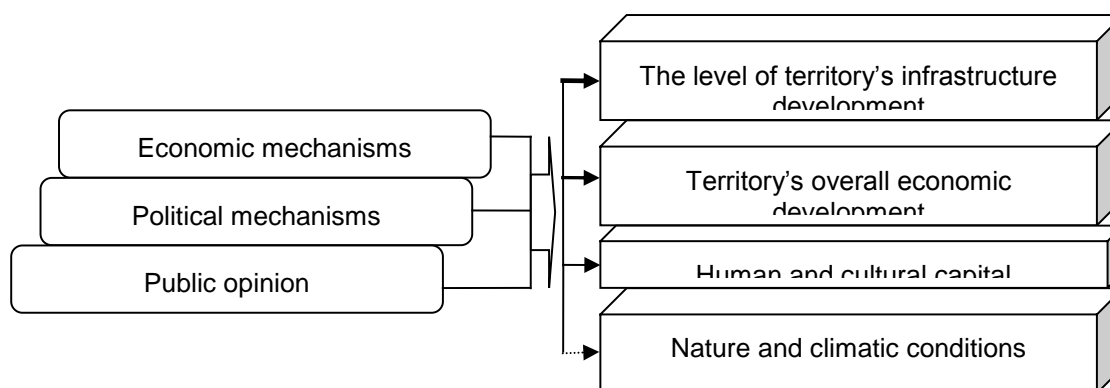 Economic mechanisms
Political mechanisms
Public opinion
The level of territory's infrastructure
development
Territory's overall economic
development
Human and cultural capital
Nature and climatic conditions